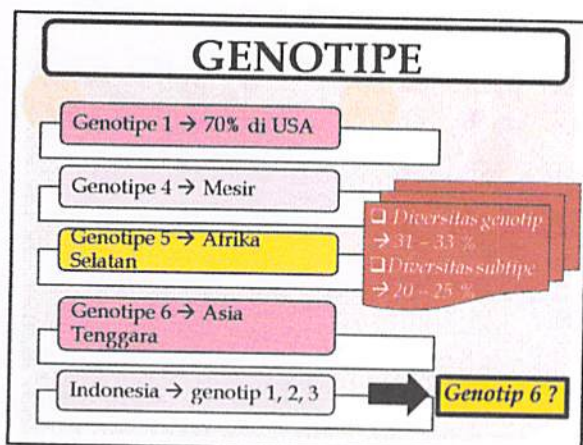 GENOTIPE
Genotipe 1 → 70% di USA
Genotipe 4 → Mesir
Genotipe 5 → Afrika
Selatan
Genotipe 6 → Asia
Tenggara
Indonesia → genotip 1, 2, 3
❑ Diversitas genotip
→ 31 – 33 %
❑ Diversitas subtipe
→ 20 – 25 %
Genotip 6 ?